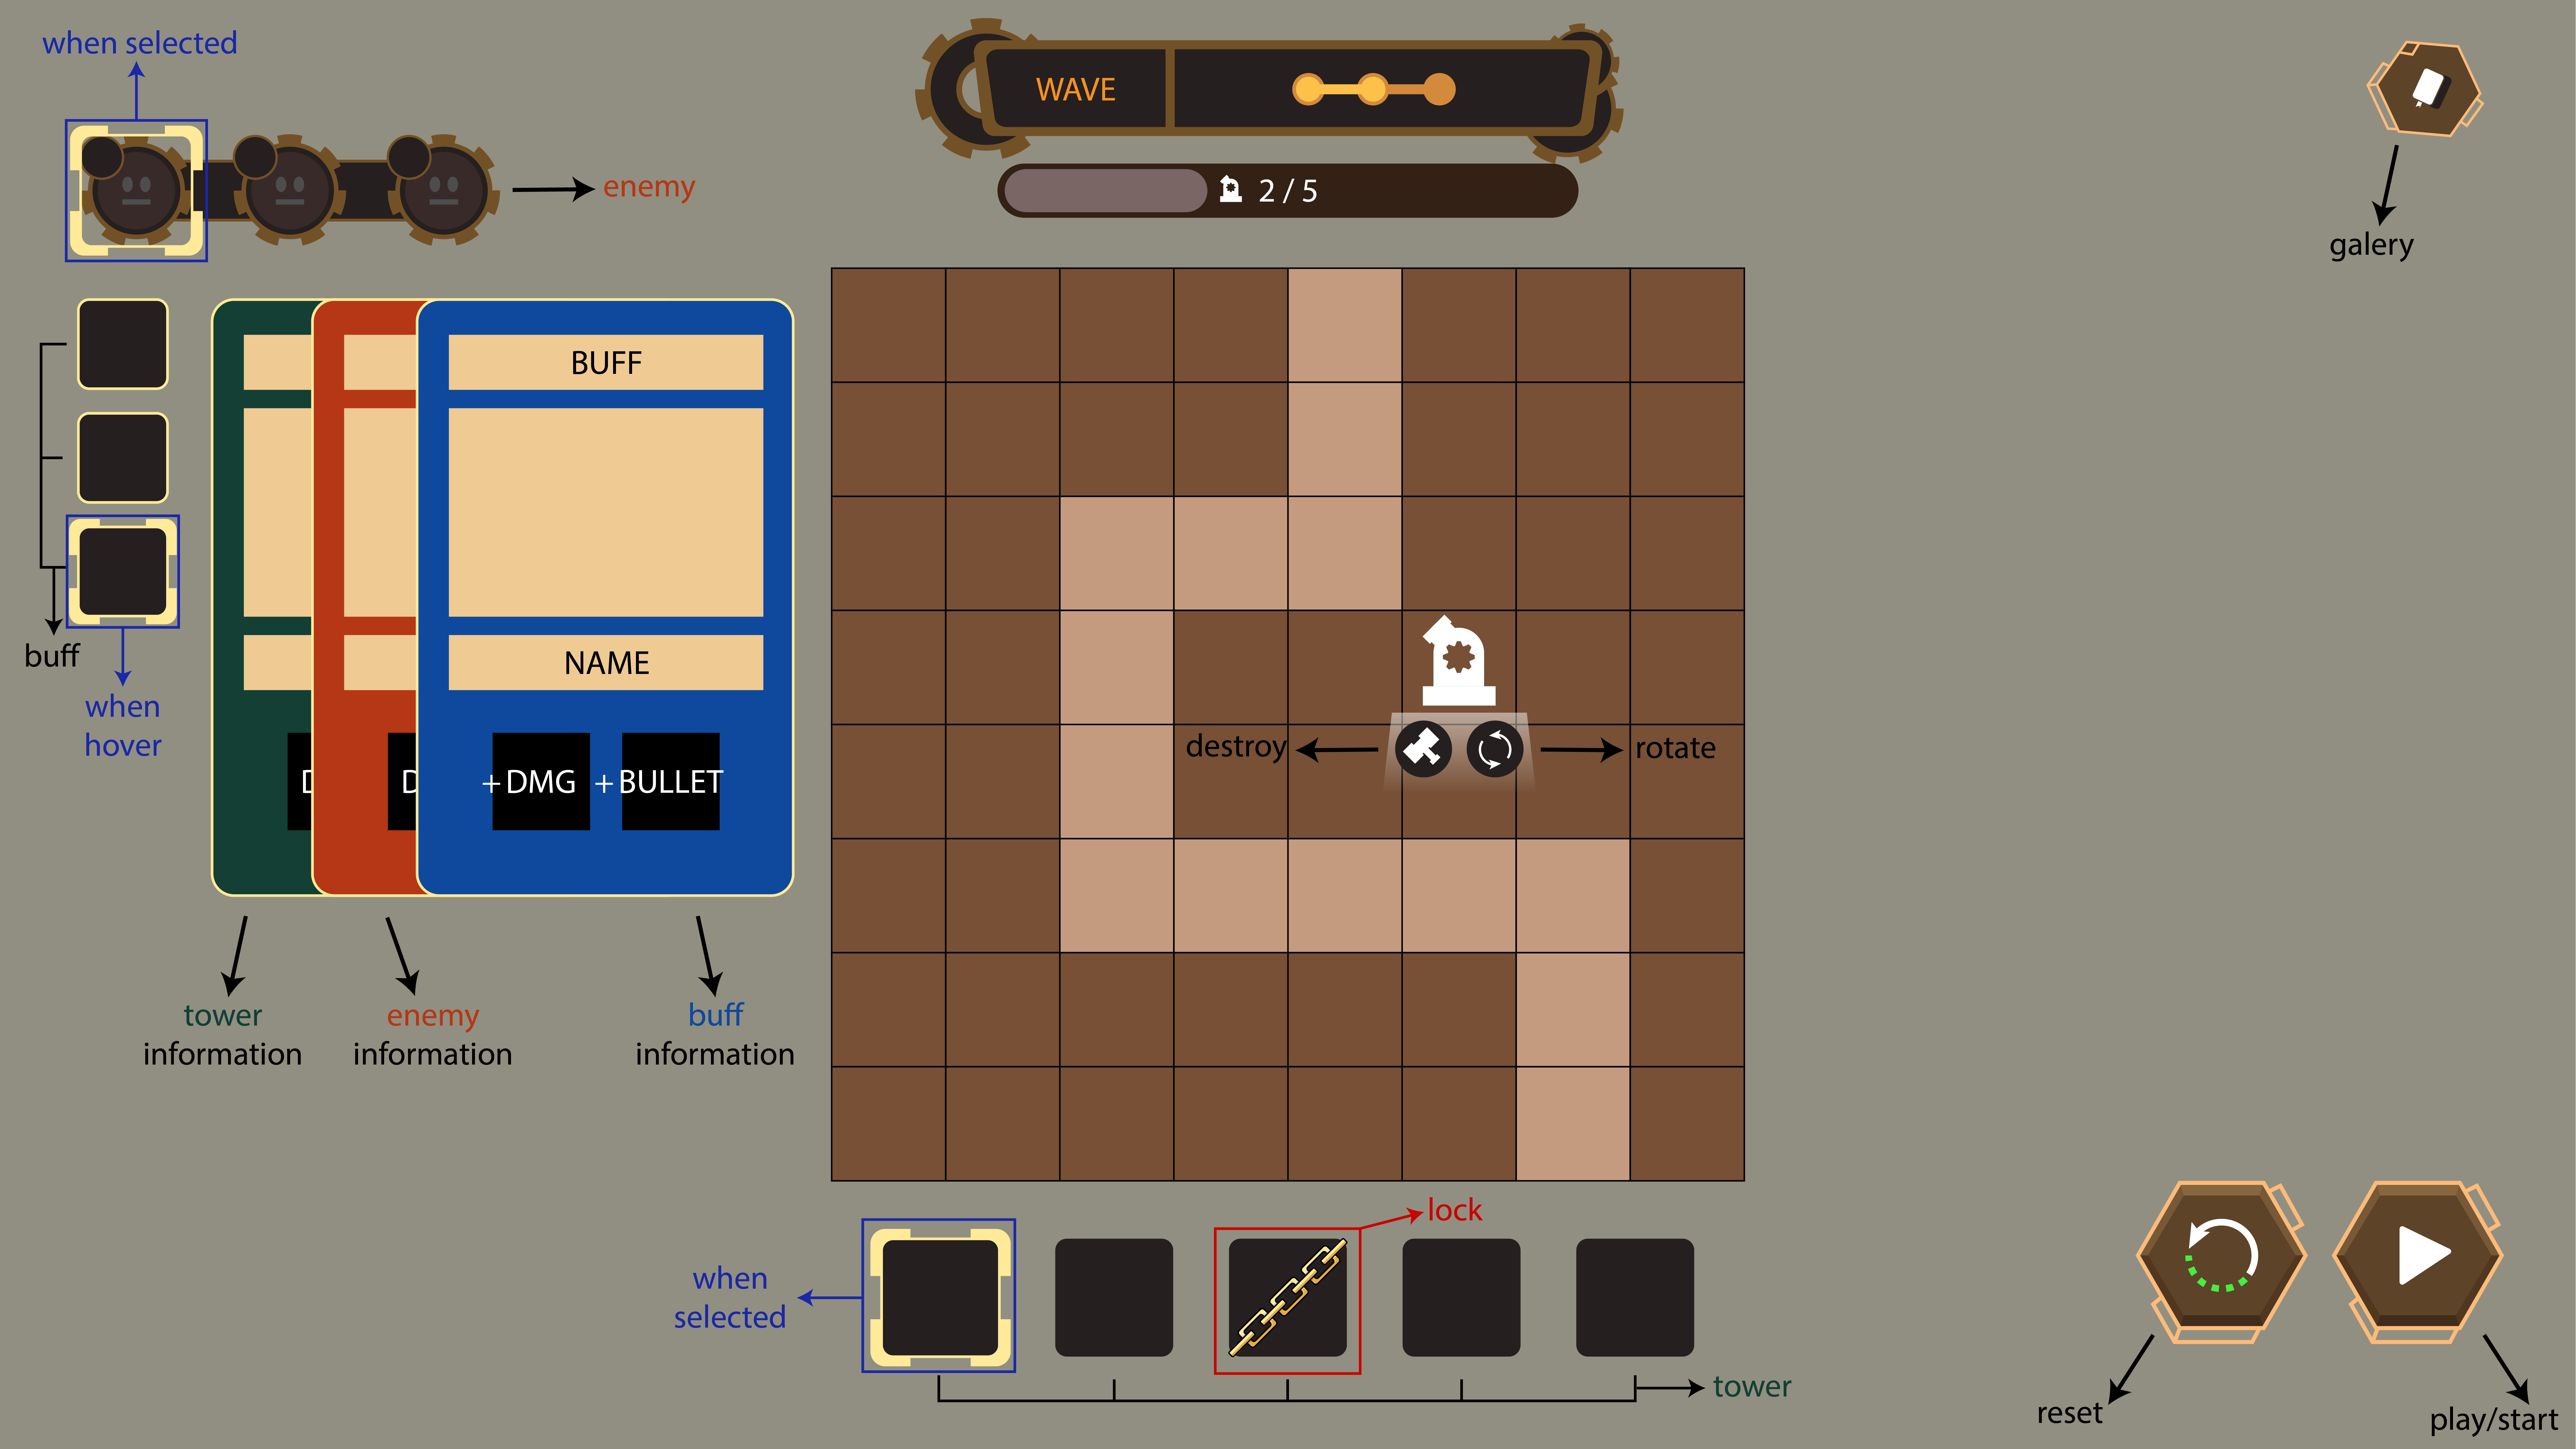 when selected
WAVE
enemy
2 / 5
galery
BUFF
NAME
buff
when
hover
D
D
+DMG +BULLET
destroy
rotate
tower
information
enemy
information
buff
information
lock
when
selected
tower
reset
play/start